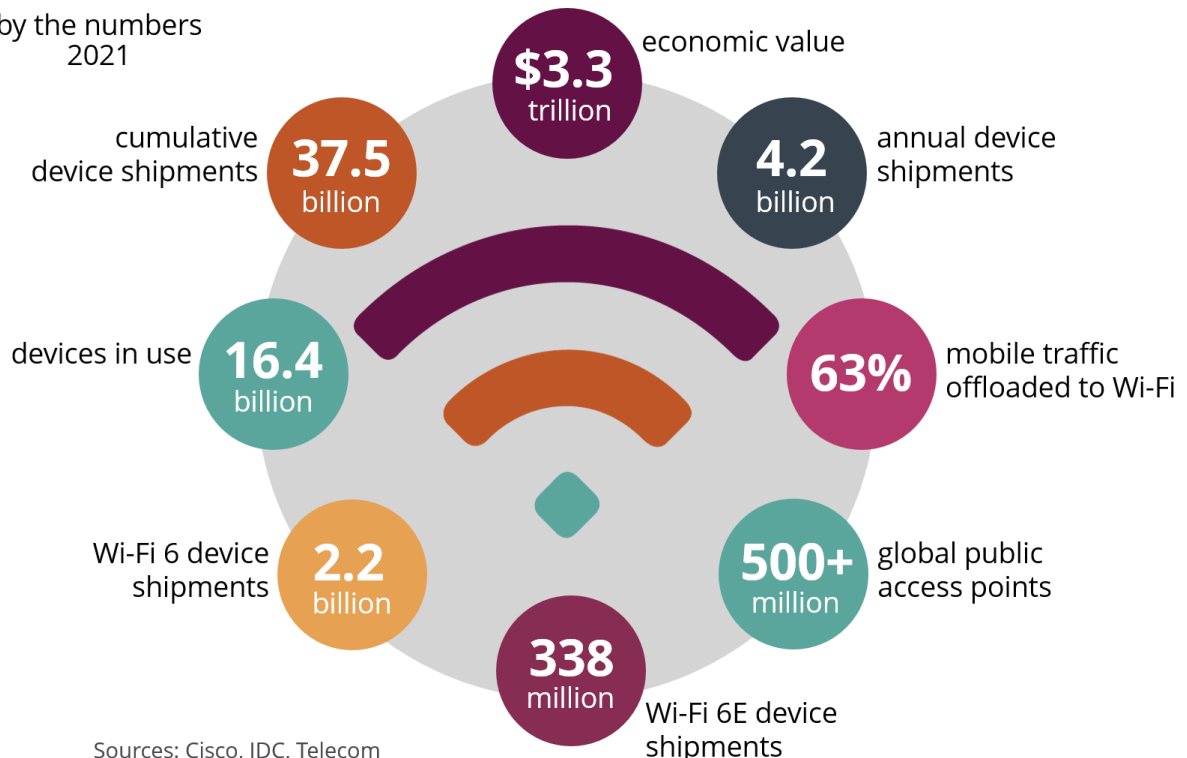 by the numbers
2021
$3.3
trillion
economic value
4.2
billion
annual device
shipments
63%
mobile traffic
offloaded to Wi-Fi
500+
million
global public
access points
338
million
Wi-Fi 6E device
shipments
2.2
billion
Wi-Fi 6 device
shipments
16.4
billion
devices in use
37.5
billion
cumulative
device shipments
Sources: Cisco, IDC, Telecom